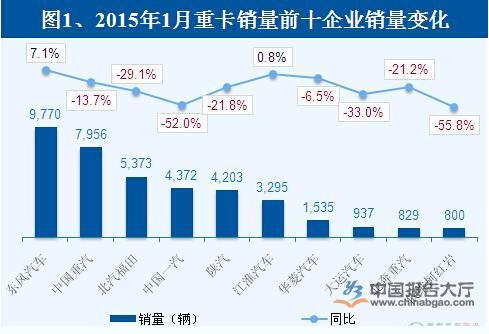 图1、2015年1月重卡销量前十企业销量变化
7.1%
-13.7%
-29.1%
-52.0%
-21.8%
0.8%
-6.5%
-33.0%
-21.2%
-55.8%
9,770
7,956
5,373
4,372
4,203
3,295
1,535
937
829
800
东风汽车
中国重汽
北汽福田
中国一汽
陕汽
江淮汽车
华菱汽车
大运汽车
奔重汽
红岩
中国报告大厅
www.chinabgao.com
销量（辆）
同比